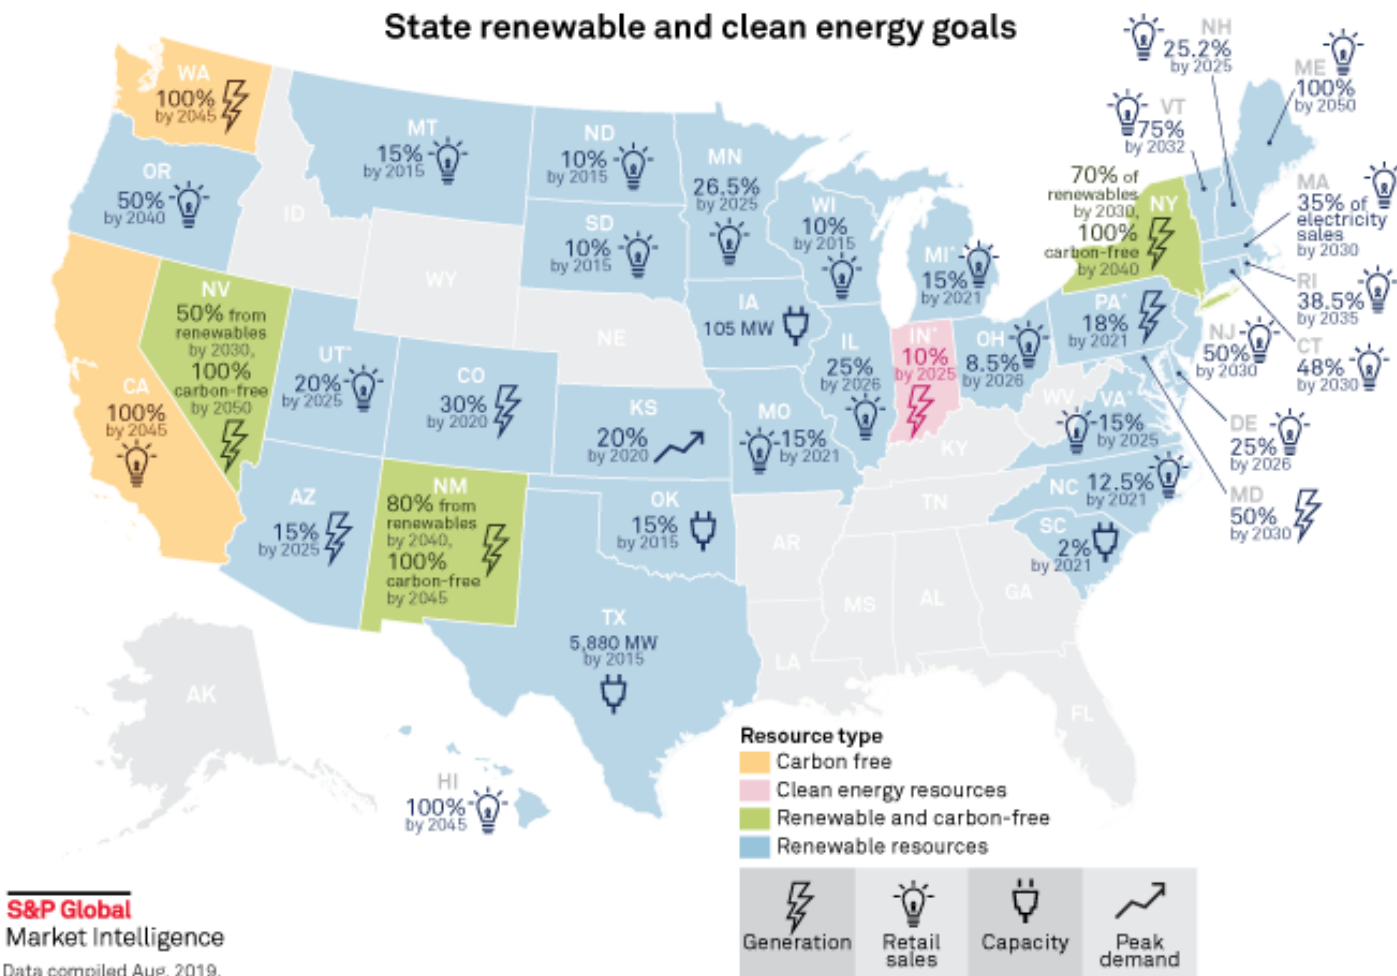 State renewable and clean energy goals
WA
100%
by 2045
OR
50%
by 2040
CA
100%
by 2045
NV
50% from
renewables
by 2030,
100%
carbon-free
by 2050
ID
MT
15%
by 2015
WY
UT*
20%
by 2025
AZ
15%
by 2025
CO
30%
by 2020
NM
80% from
renewables
by 2040,
100%
carbon-free
by 2045
ND
10%
by 2015
SD
10%
by 2015
NE
KS
20%
by 2020
OK
15%
by 2015
TX
5,880 MW
by 2015
MN
26.5%
by 2025
IA
105 MW
MO
15%
by 2021
AR
LA
WI
10%
by 2015
IL
25%
by 2026
MI*
15%
by 2021
IN*
10%
by 2025
OH
8.5%
by 2026
KY
TN
MS
AL
GA
FL
WV
VA*
15%
by 2025
NC
12.5%
by 2021
SC
2%
by 2021
PA*
18%
by 2021
70% of
renewables
by 2030,
100%
carbon-free
by 2040
NY
VT
75%
by 2032
NH
25.2%
by 2025
ME
100%
by 2050
MA
35% of
electricity
sales
by 2030
RI
38.5%
by 2035
CT
48%
by 2030
NJ
50%
by 2030
DE
25%
by 2026
MD
50%
by 2030
AK
HI
100%
by 2045
Resource type
Carbon free
Clean energy resources
Renewable and carbon-free
Renewable resources
Generation
Retail
sales
Capacity
Peak
demand
S&P Global
Market Intelligence
Data compiled Aug. 2019.